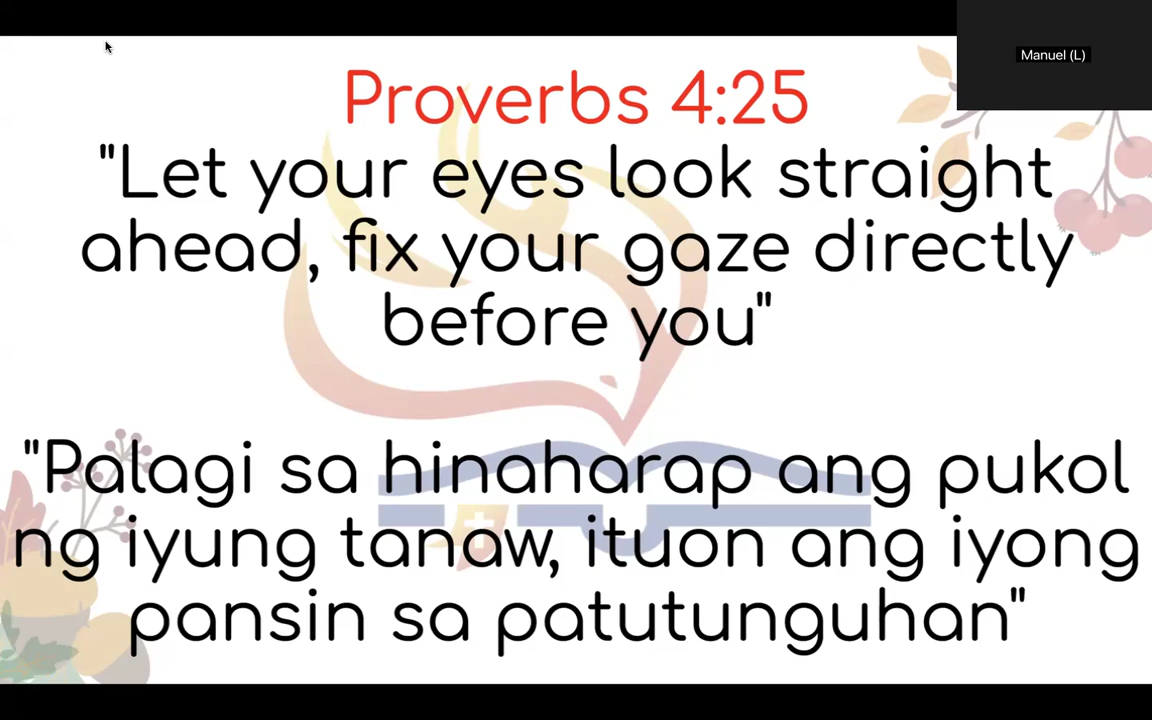 Manuel (L)
Proverbs 4:25
"Let your eyes look straight
ahead, fix your gaze directly
before you"
"Palagi sa hinaharap ang pukol
ng iyung tanaw, ituon ang iyong
pansin sa patutunguhan"